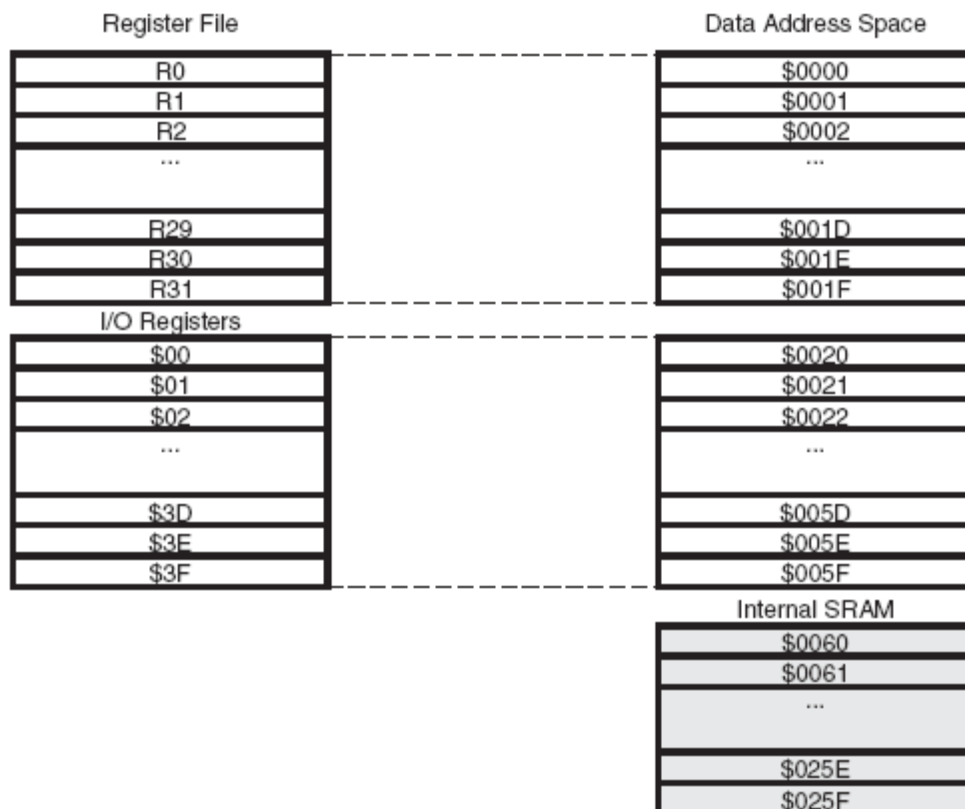 Register File
R0
R1
R2
...
R29
R30
R31
I/O Registers
$00
$01
$02
...
$3D
$3E
$3F
Data Address Space
$0000
$0001
$0002
...
$001D
$001E
$001F
$0020
$0021
$0022
...
$005D
$005E
$005F
Internal SRAM
$0060
$0061
...
$025E
$025F